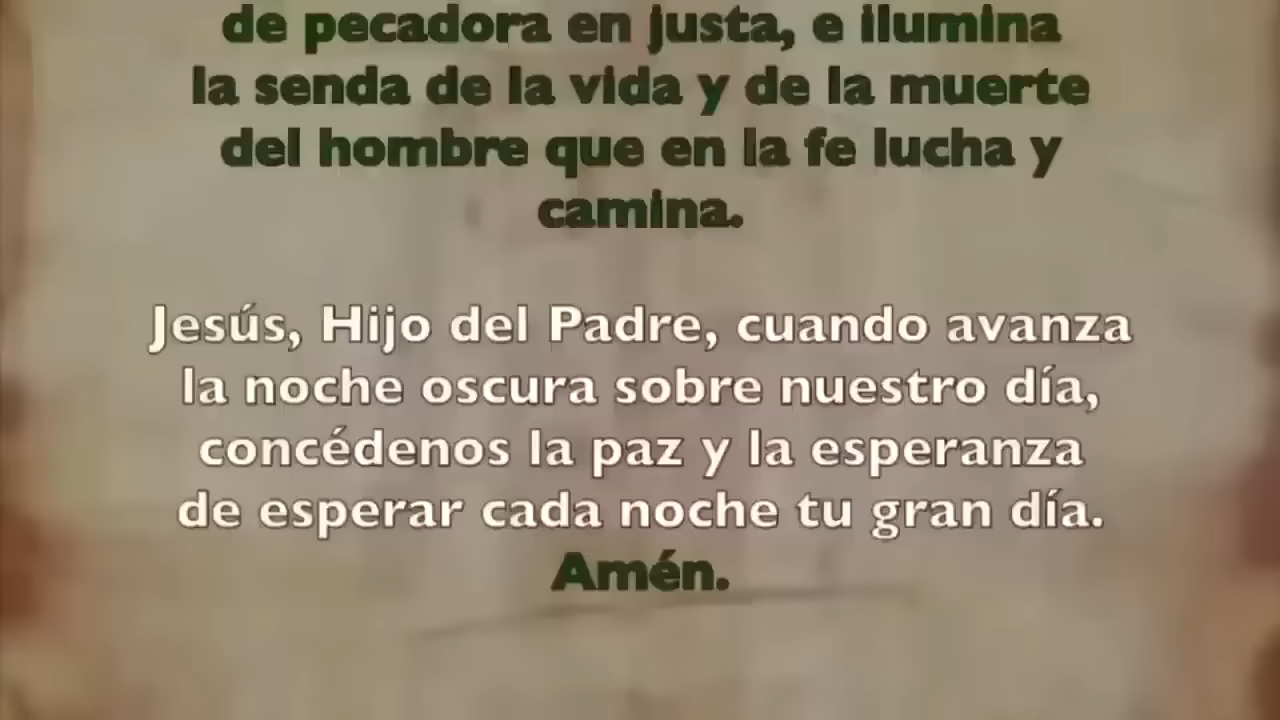 de pecadora en justa, e ilumina
la senda de la vida y de la muerte
del hombre que en la fe lucha y
camina.
Jesús, Hijo del Padre, cuando avanza
la noche oscura sobre nuestro día,
concédenos la paz y la esperanza
de esperar cada noche tu gran día.
Amén.